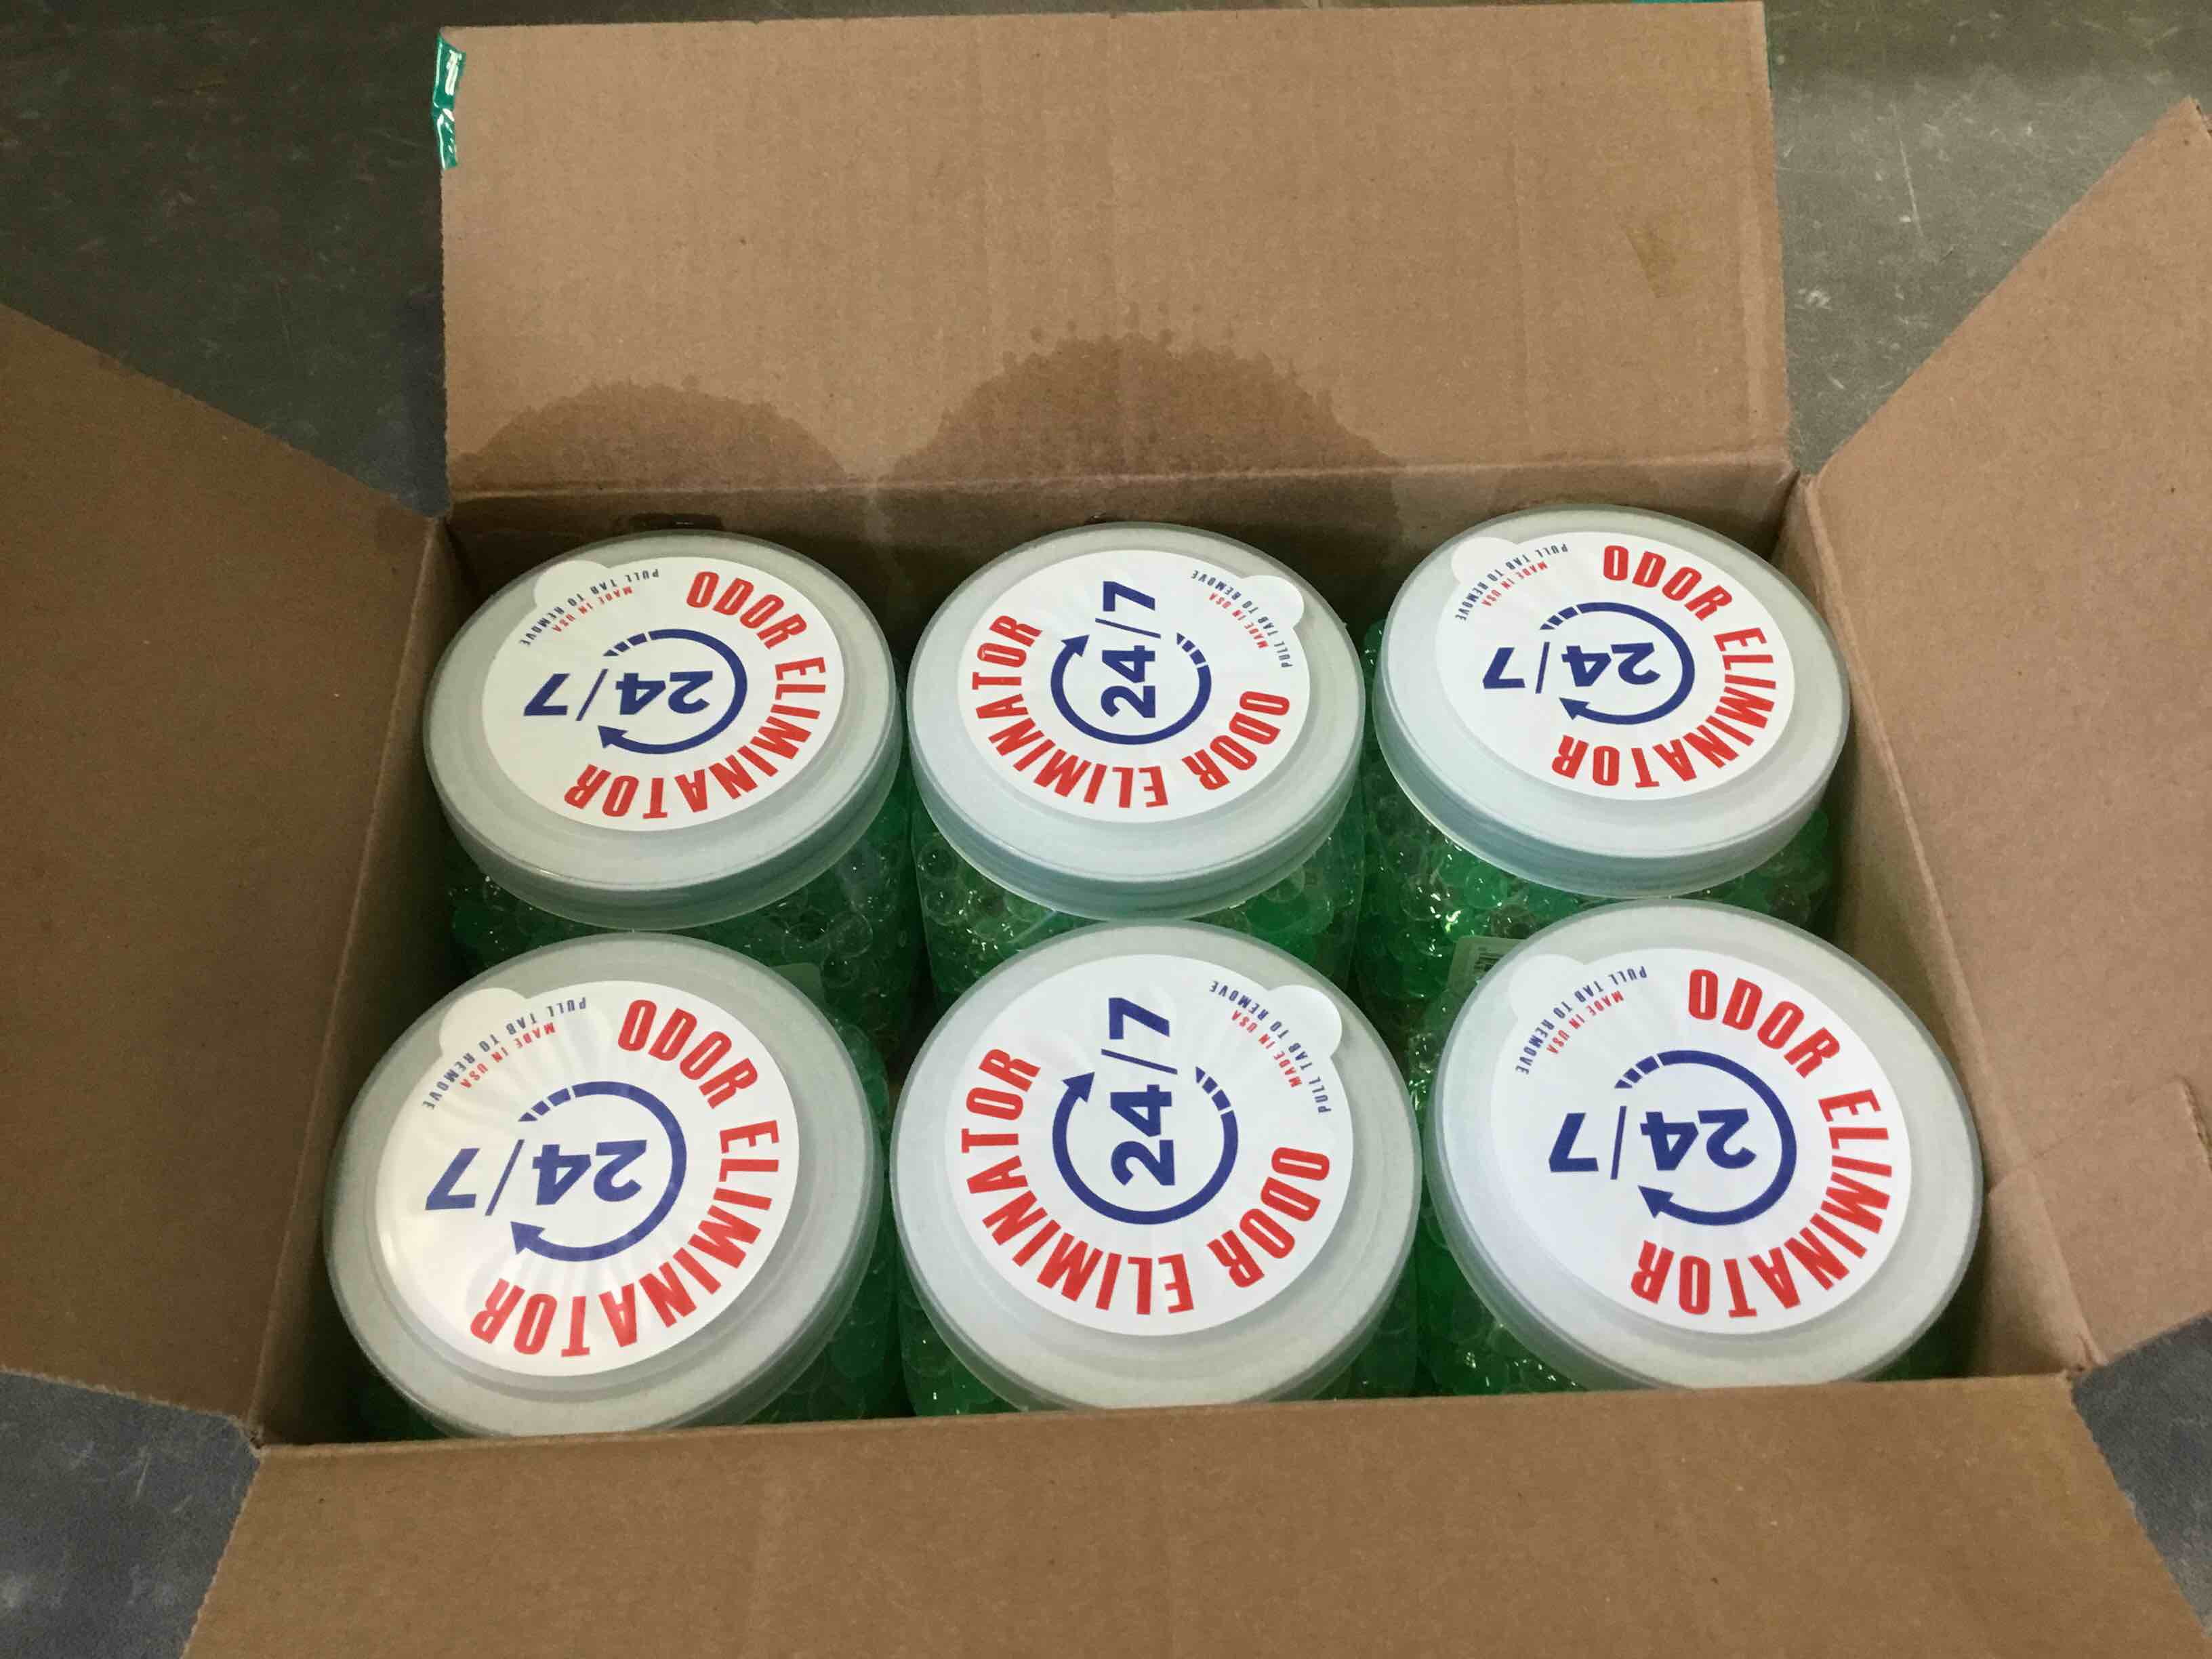 PULL TAB TO REMOVE
MADE IN USA
24/7
ODOR ELIMINATOR
PULL TAB TO REMOVE
MADE IN USA
24/7
ODOR ELIMINATOR
PULL TAB TO REMOVE
MADE IN USA
24/7
ODOR ELIMINATOR
PULL TAB TO REMOVE
MADE IN USA
24/7
ODOR ELIMINATOR
PULL TAB TO REMOVE
MADE IN USA
24/7
ODOR ELIMINATOR
PULL TAB TO REMOVE
MADE IN USA
24/7
ODOR ELIMINATOR